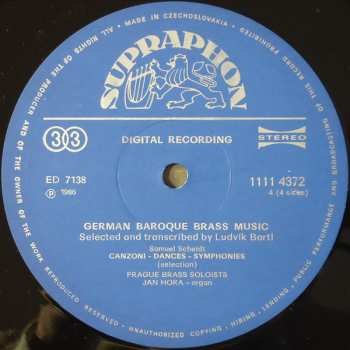 MADE IN CZECHOSLOVAKIA
ALL RIGHTS OF THE PRODUCER AND OF THE OWNER OF THE WORK REPRODUCED RESERVED · UNAUTHORIZED COPYING · HIRING · LENDING · PUBLIC PERFORMANCE AND BROADCASTING OF THIS RECORD PROHIBITED
SUPRAPHON
33
DIGITAL RECORDING
STEREO
ED 7138
1111 4372
Ⓟ 1986
4 (4 sides)
GERMAN BAROQUE BRASS MUSIC
Selected and transcribed by Ludvík Bortl
Samuel Scheidt
CANZONI - DANCES - SYMPHONIES
(selection)
PRAGUE BRASS SOLOISTS
JAN HORA - organ